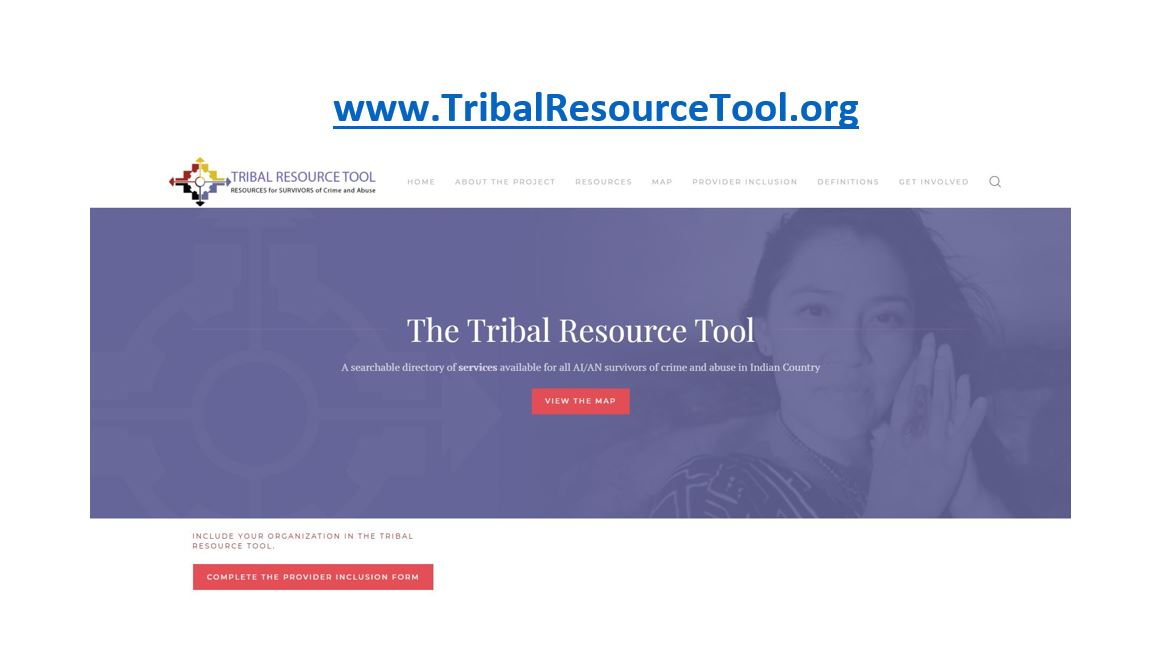 www.TribalResourceTool.org
TRIBAL RESOURCE TOOL
RESOURCES for SURVIVORS of Crime and Abuse
HOME ABOUT THE PROJECT RESOURCES MAP PROVIDER INCLUSION DEFINITIONS GET INVOLVED
The Tribal Resource Tool
A searchable directory of services available for all AI/AN survivors of crime and abuse in Indian Country
VIEW THE MAP
INCLUDE YOUR ORGANIZATION IN THE TRIBAL
RESOURCE TOOL.
COMPLETE THE PROVIDER INCLUSION FORM